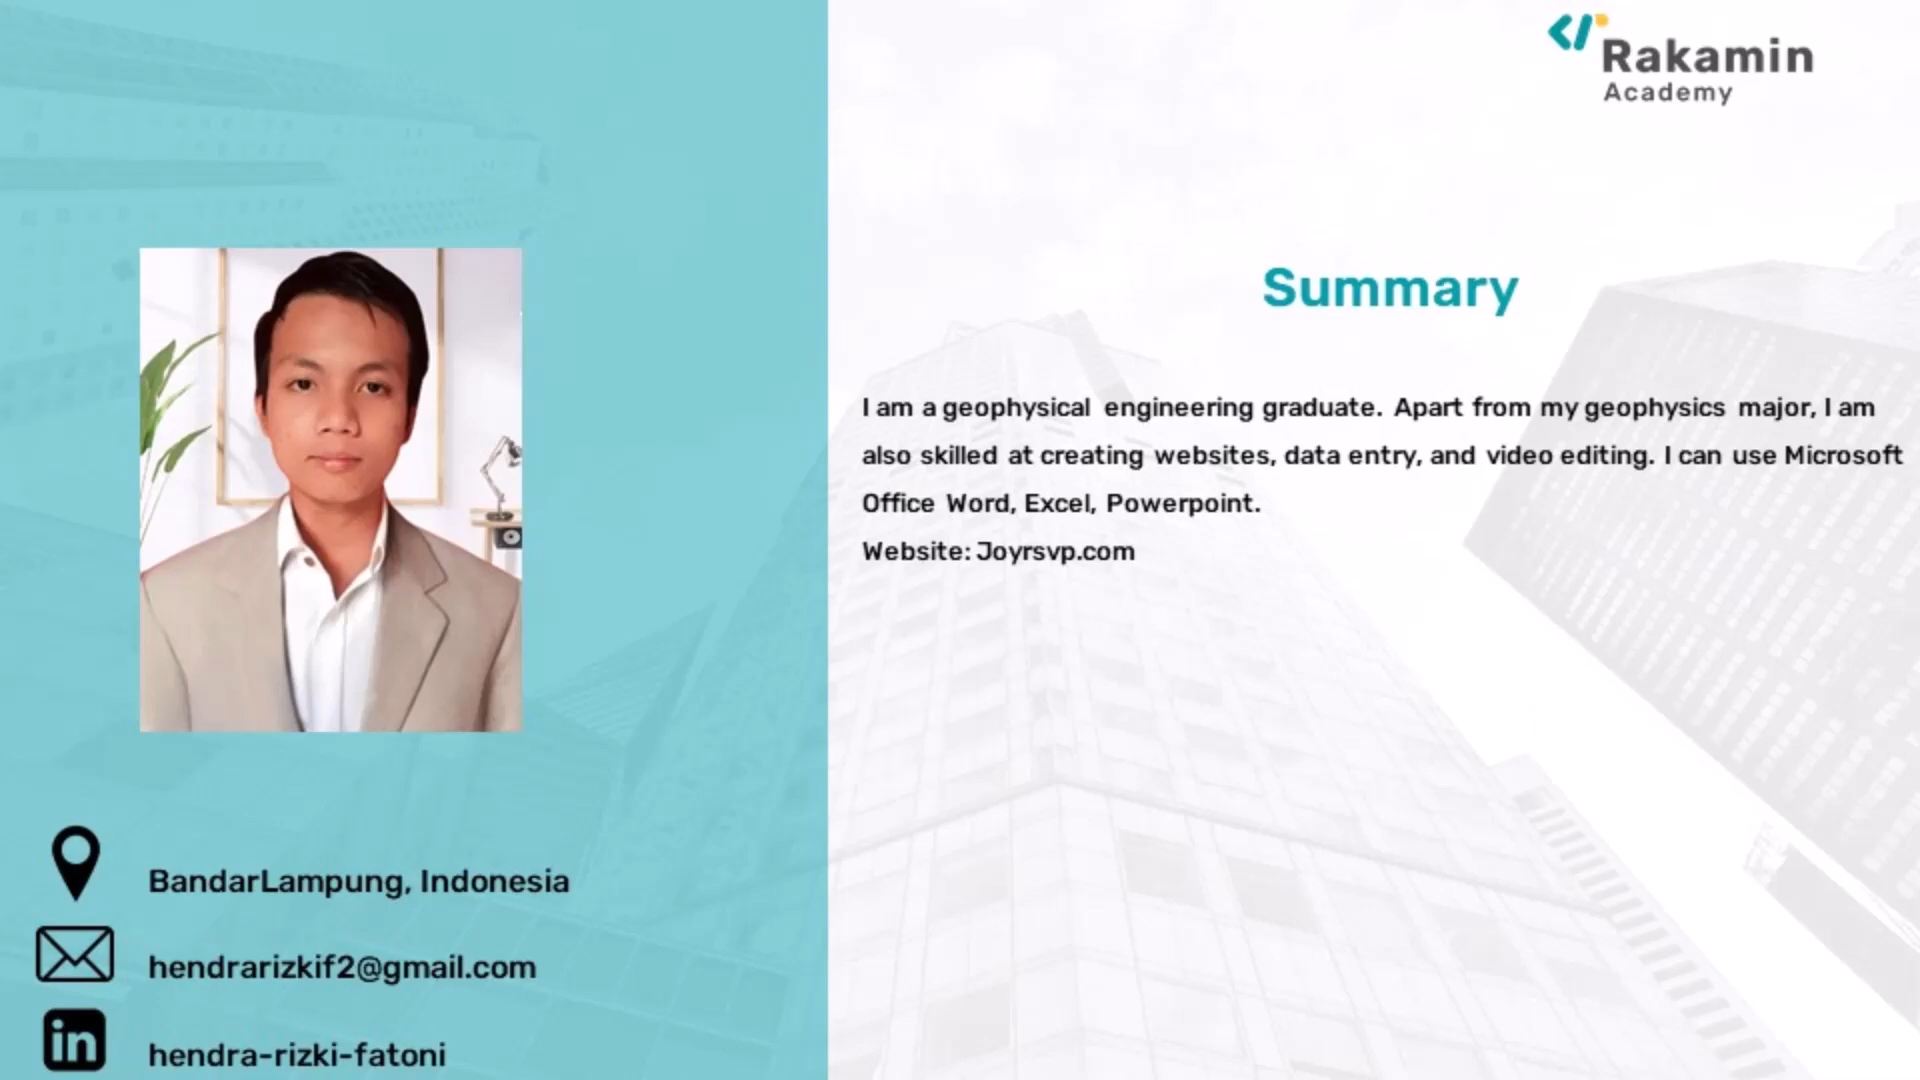 Rakamin
Academy
Summary
I am a geophysical engineering graduate. Apart from my geophysics major, I am
also skilled at creating websites, data entry, and video editing. I can use Microsoft
Office Word, Excel, Powerpoint.
Website: Joyrsvp.com
BandarLampung, Indonesia
hendrarizkif2@gmail.com
in
hendra-rizki-fatoni